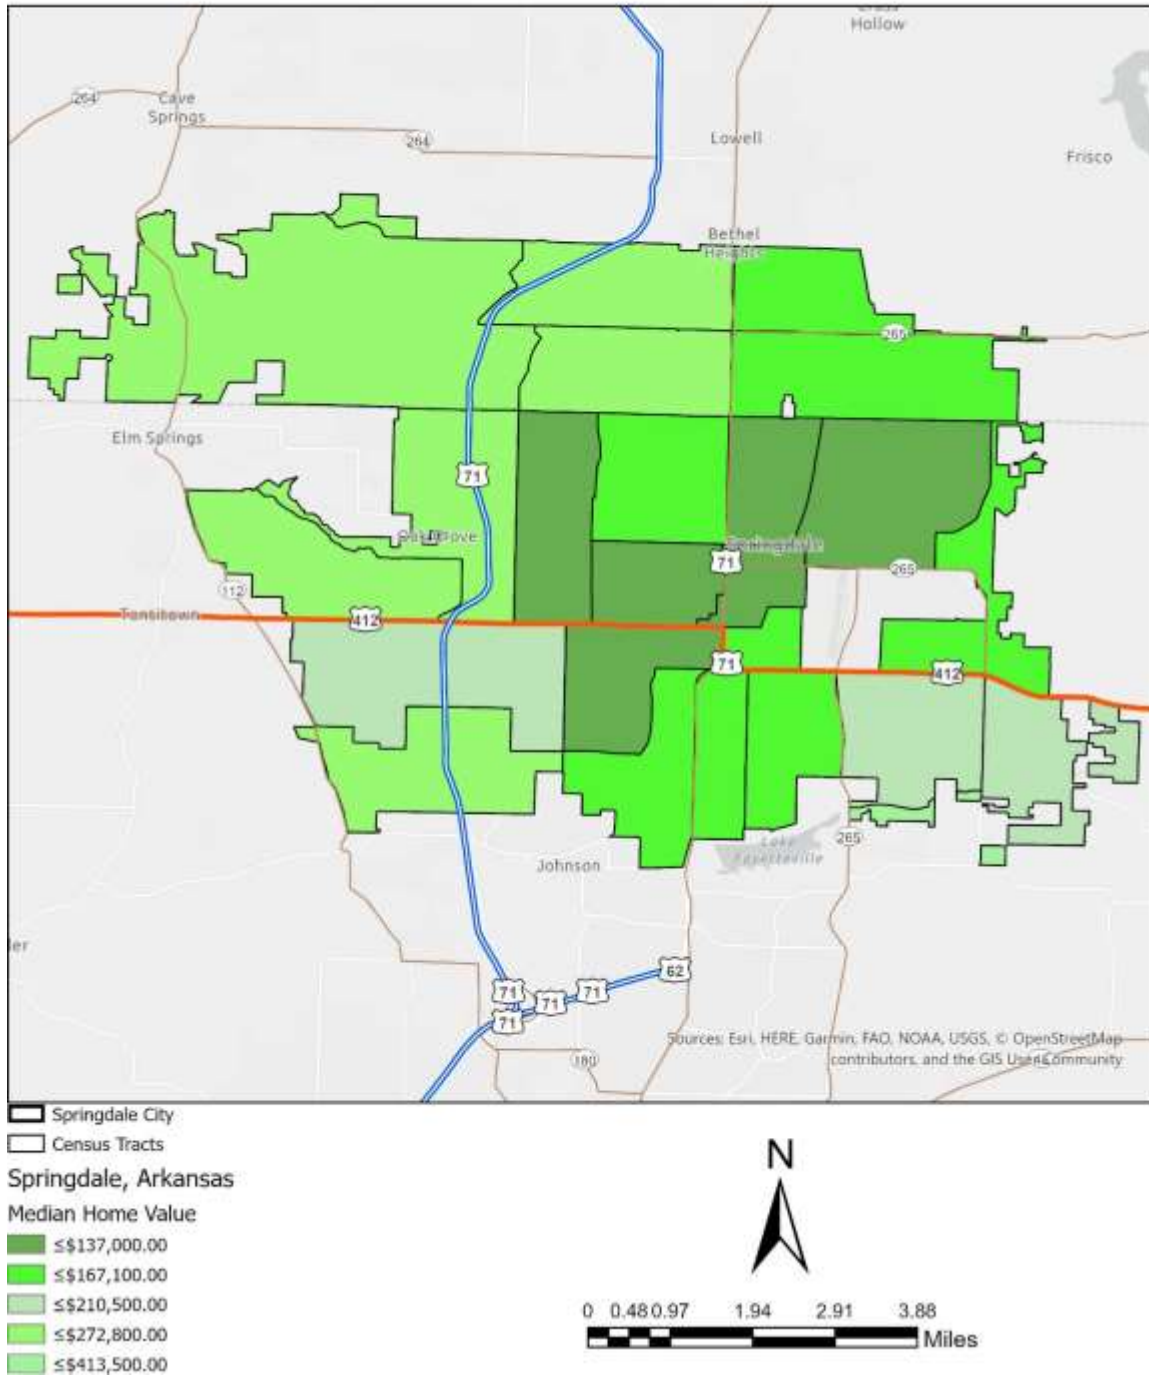 Hollow
264
Cave
Springs
264
Lowell
Frisco
Bethel
Heights
265
Elm Springs
71
71
Springdale
265
112
Tontitown
412
71
412
Lake
Fayetteville
265
Johnson
62
71
71
71
71
Sources: Esri, HERE, Garmin, FAO, NOAA, USGS, © OpenStreetMap
contributors, and the GIS User Community
180
Springdale City
Census Tracts
Springdale, Arkansas
Median Home Value
≤$137,000.00
≤$167,100.00
≤$210,500.00
≤$272,800.00
≤$413,500.00
N
0 0.48 0.97 1.94 2.91 3.88
Miles